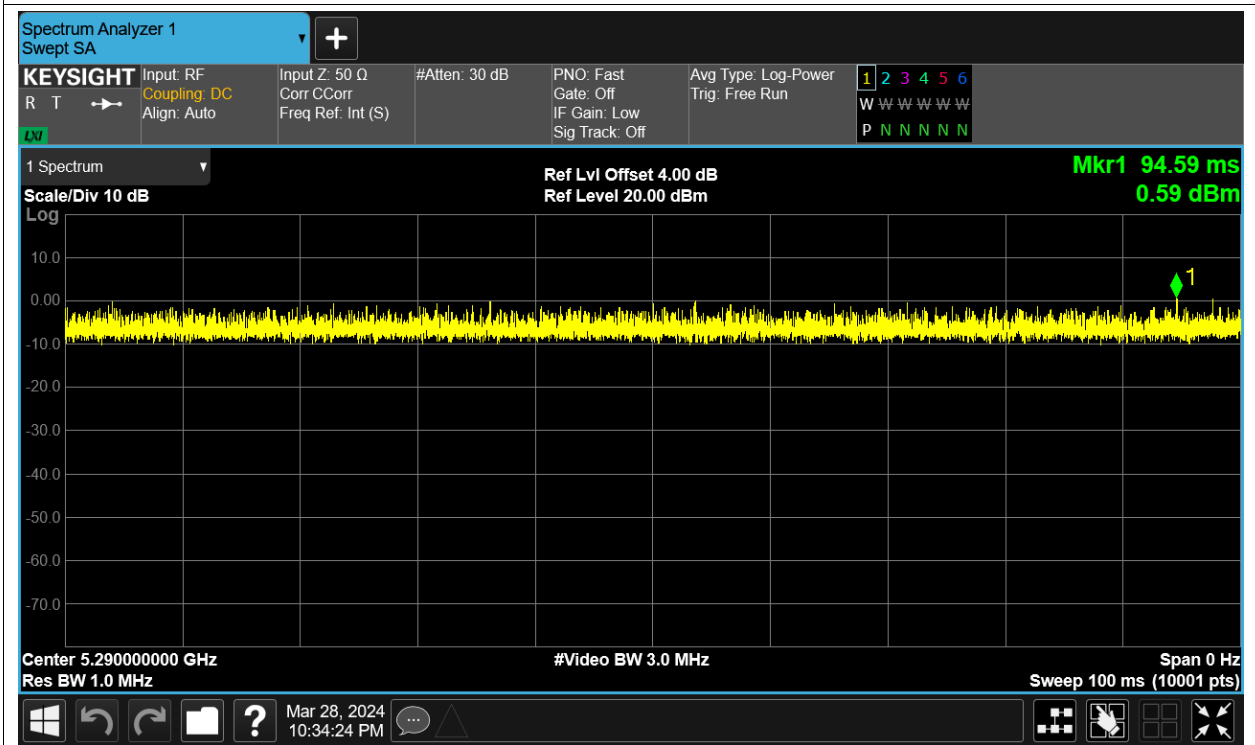 Spectrum Analyzer 1
Swept SA
KEYSIGHT
R T
LXI
Input: RF
Coupling: DC
Align: Auto
Input Z: 50 Ω
Corr CCorr
Freq Ref: Int (S)
#Atten: 30 dB
PNO: Fast
Gate: Off
IF Gain: Low
Sig Track: Off
Avg Type: Log-Power
Trig: Free Run
1 2 3 4 5 6
W W W W W W
P N N N N N
1 Spectrum
Scale/Div 10 dB
Ref Lvl Offset 4.00 dB
Ref Level 20.00 dBm
Mkr1 94.59 ms
0.59 dBm
Log
10.0
0.00
-10.0
-20.0
-30.0
-40.0
-50.0
-60.0
-70.0
1
Center 5.290000000 GHz
Res BW 1.0 MHz
#Video BW 3.0 MHz
Span 0 Hz
Sweep 100 ms (10001 pts)
?
Mar 28, 2024
10:34:24 PM